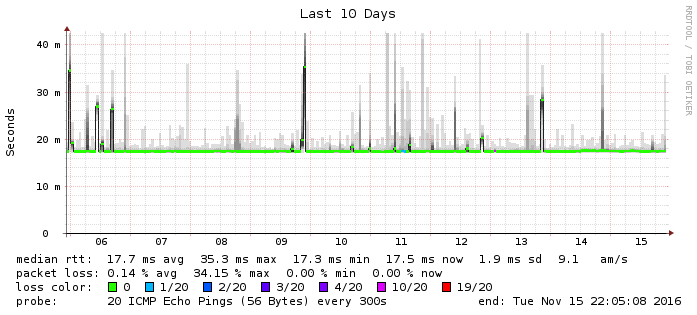 Last 10 Days
RRDTOOL / TOBI OETIKER
Seconds
40 m
30 m
20 m
10 m
0
06 07 08 09 10 11 12 13 14 15
median rtt: 17.7 ms avg 35.3 ms max 17.3 ms min 17.5 ms now 1.9 ms sd 9.1 am/s
packet loss: 0.14 % avg 34.15 % max 0.00 % min 0.00 % now
loss color: 0 1/20 2/20 3/20 4/20 10/20 19/20
probe: 20 ICMP Echo Pings (56 Bytes) every 300s end: Tue Nov 15 22:05:08 2016